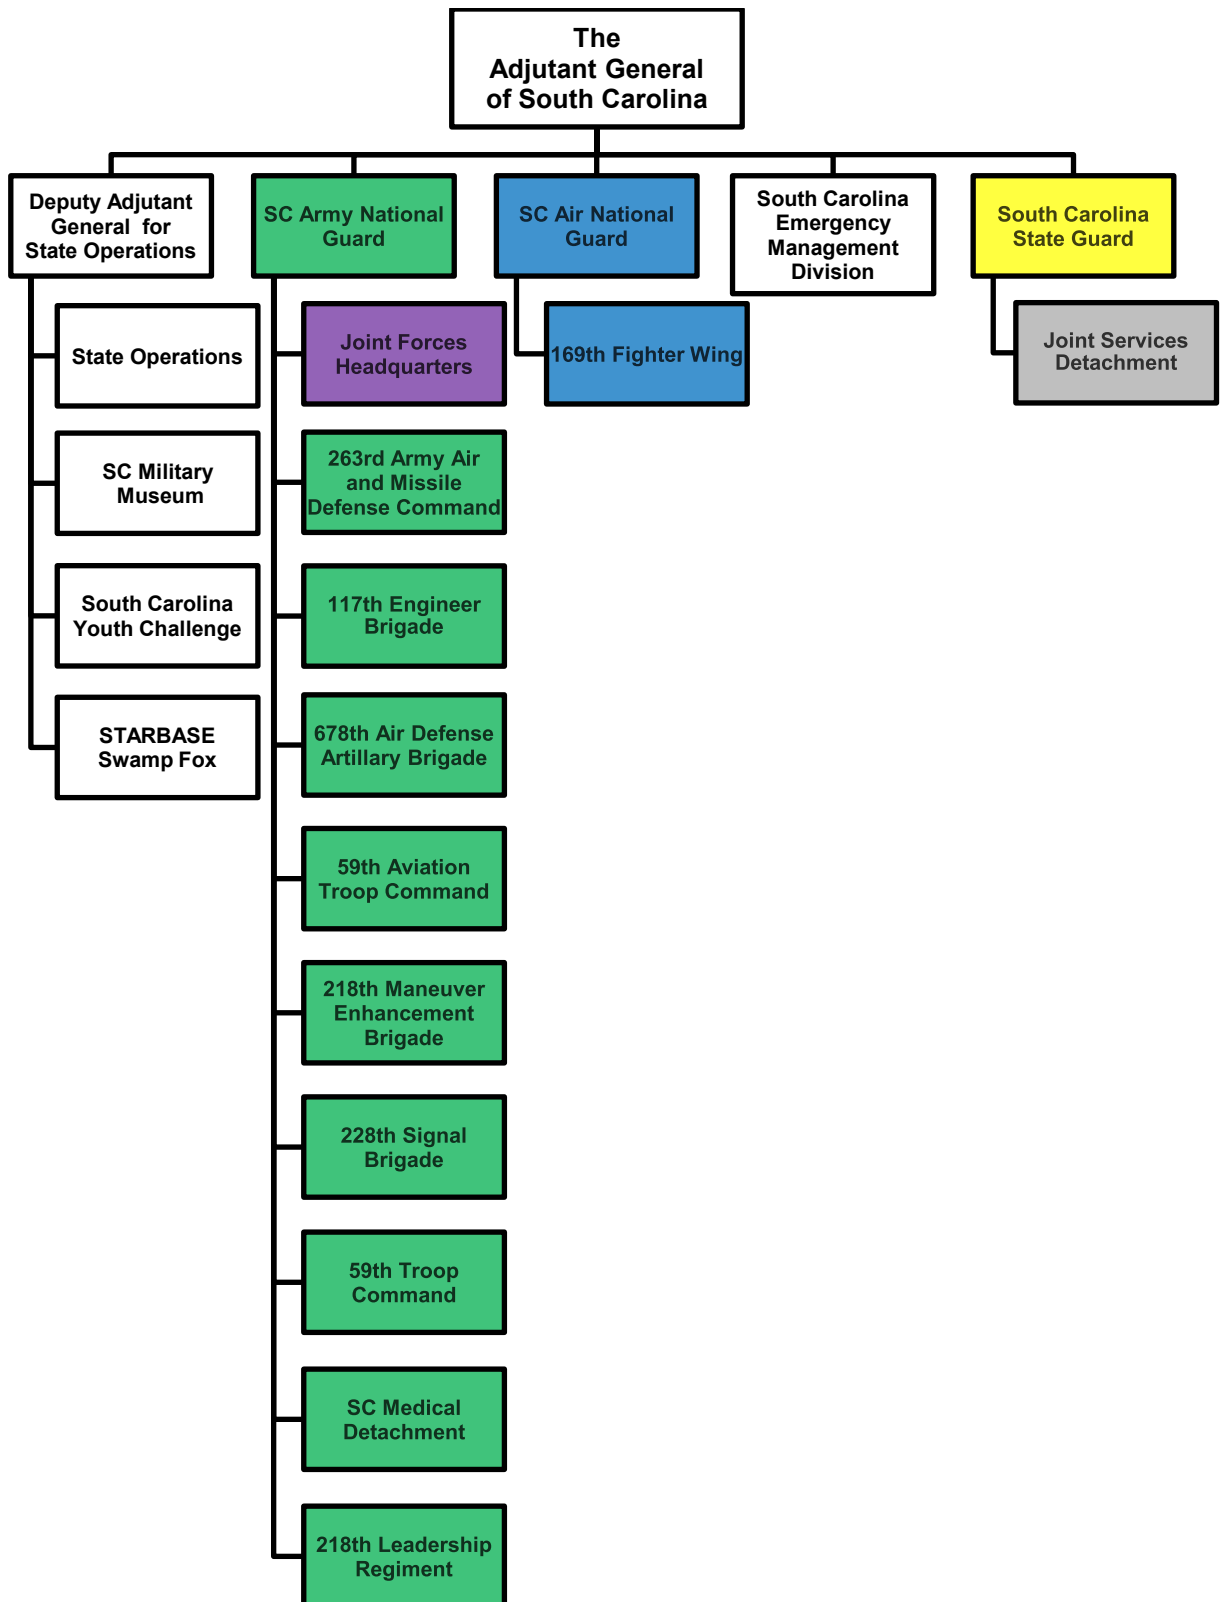 The
Adjutant General
of South Carolina
Deputy Adjutant
General for
State Operations
SC Army National
Guard
SC Air National
Guard
South Carolina
Emergency
Management
Division
South Carolina
State Guard
State Operations
SC Military
Museum
South Carolina
Youth Challenge
STARBASE
Swamp Fox
Joint Forces
Headquarters
263rd Army Air
and Missile
Defense Command
117th Engineer
Brigade
678th Air Defense
Artillary Brigade
59th Aviation
Troop Command
218th Maneuver
Enhancement
Brigade
228th Signal
Brigade
59th Troop
Command
SC Medical
Detachment
218th Leadership
Regiment
169th Fighter Wing
Joint Services
Detachment